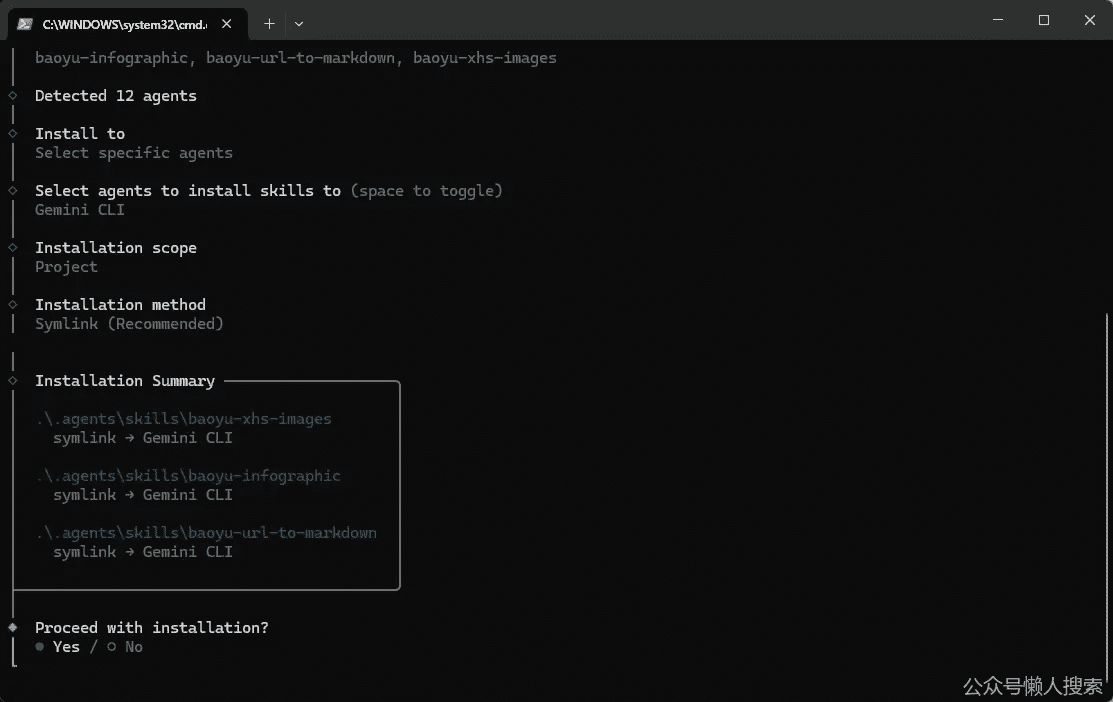 C:\WINDOWS\system32\cmd.
baoyu-infographic, baoyu-url-to-markdown, baoyu-xhs-images
Detected 12 agents
Install to
Select specific agents
Select agents to install skills to (space to toggle)
Gemini CLI
Installation scope
Project
Installation method
Symlink (Recommended)
Installation Summary
.\.agents\skills\baoyu-xhs-images
symlink → Gemini CLI
.\.agents\skills\baoyu-infographic
symlink → Gemini CLI
.\.agents\skills\baoyu-url-to-markdown
symlink → Gemini CLI
Proceed with installation?
● Yes / ○ No
公众号懒人搜索